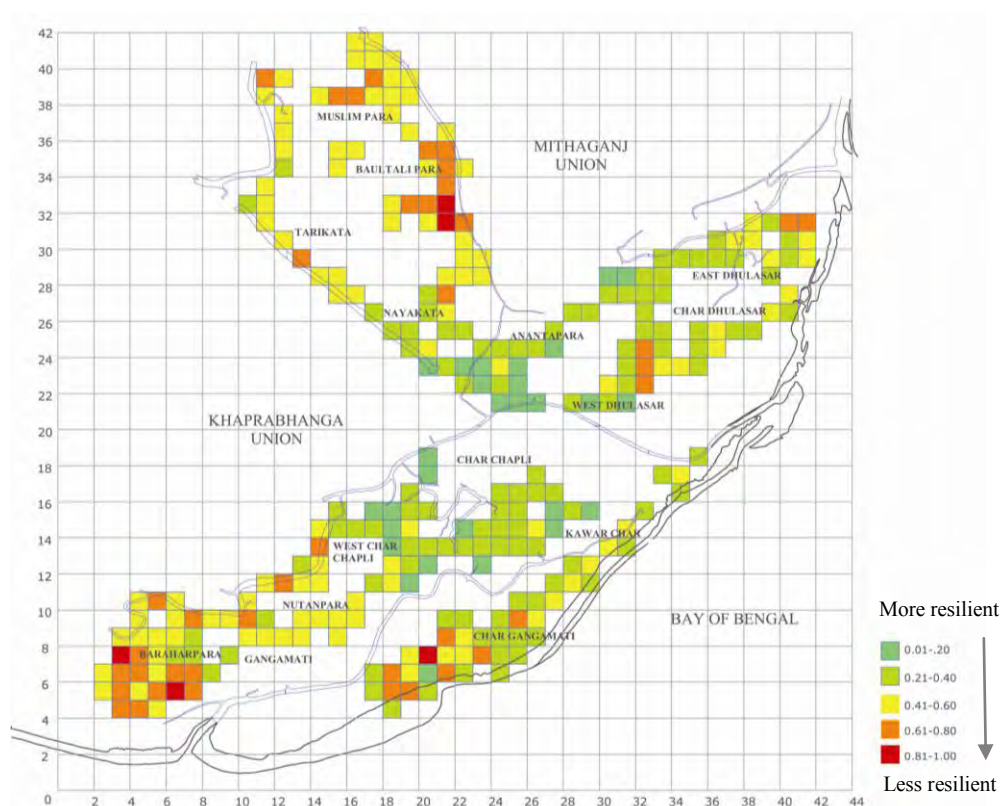 42
40
38
36
34
32
30
28
26
24
22
20
18
16
14
12
10
8
6
4
2
0
2 4 6 8 10 12 14 16 18 20 22 24 26 28 30 32 34 36 38 40 42 44
MUSLIM PARA
MITHAGANJ
UNION
BAULTALI PARA
TARIKATA
EAST DHULASAR
NAYAKATA
CHAR DHULASAR
ANANTAPARA
WEST DHULASAR
KHAPRABHANGA
UNION
CHAR CHAPLI
KAWAR CHAR
WEST CHAR
CHAPLI
NUTANPARA
BAY OF BENGAL
CHAR GANGAMATI
BARAHARPARA
GANGAMATI
More resilient
0.01-.20
0.21-0.40
0.41-0.60
0.61-0.80
0.81-1.00
Less resilient